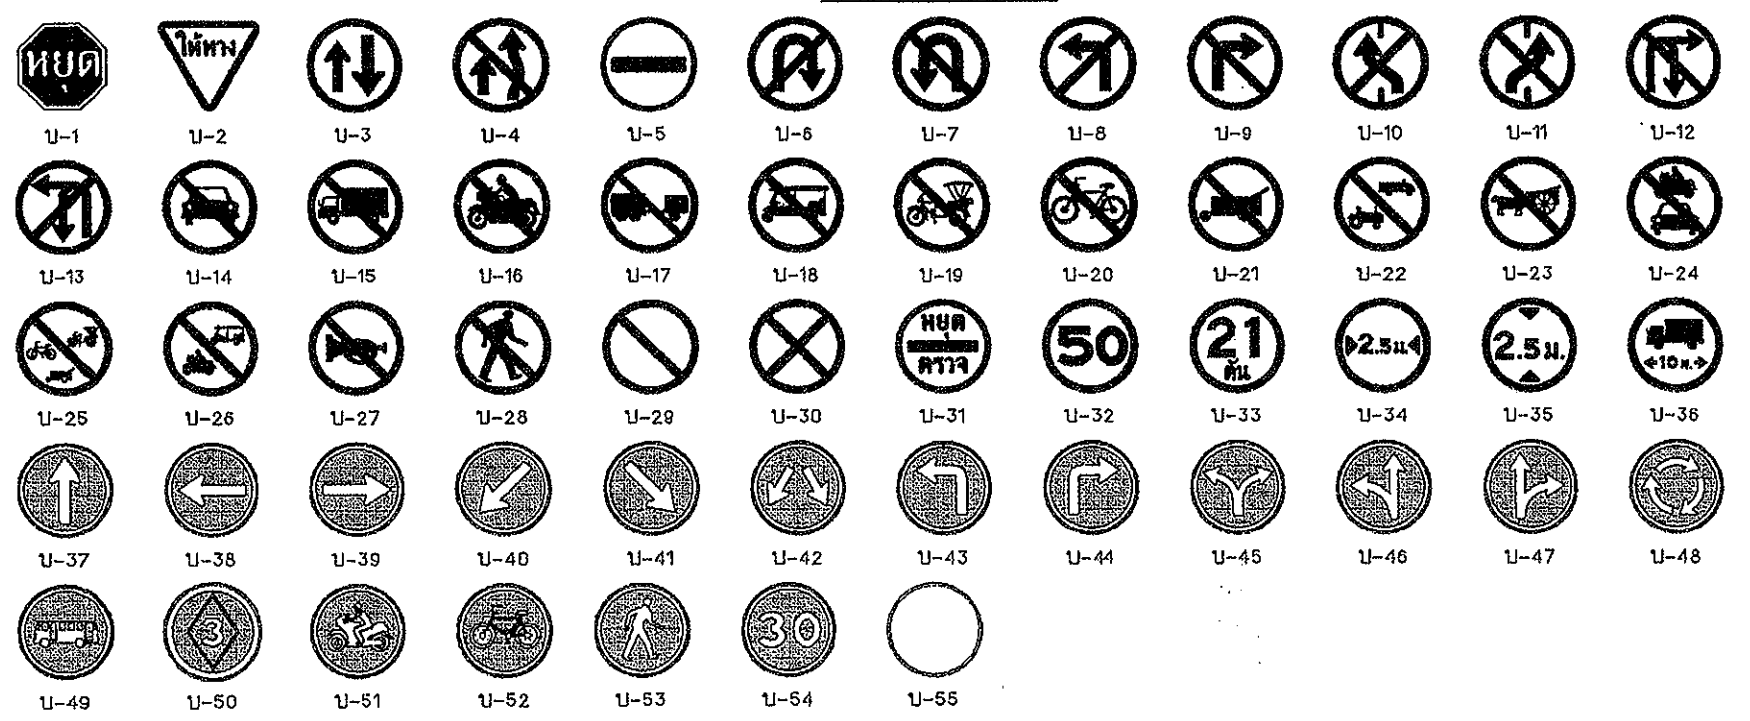 หยุด ให้ทาง
บ-1 บ-2 บ-3 บ-4 บ-5 บ-6 บ-7 บ-8 บ-9 บ-10 บ-11 บ-12
บ-13 บ-14 บ-15 บ-16 บ-17 บ-18 บ-19 บ-20 บ-21 บ-22 บ-23 บ-24
หยุด
ตรวจ
50
21
ตัน
2.5ม.
2.5 ม.
10 ม.
บ-25 บ-26 บ-27 บ-28 บ-29 บ-30 บ-31 บ-32 บ-33 บ-34 บ-35 บ-36
บ-37 บ-38 บ-39 บ-40 บ-41 บ-42 บ-43 บ-44 บ-45 บ-46 บ-47 บ-48
3 30
บ-49 บ-50 บ-51 บ-52 บ-53 บ-54 บ-55